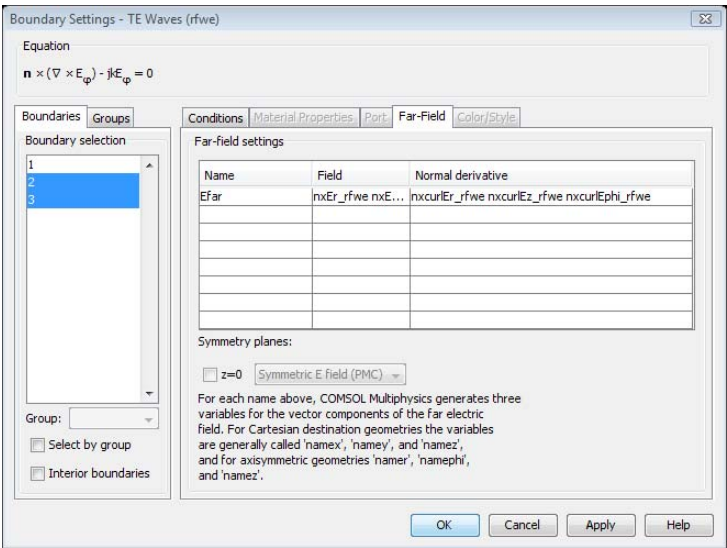 Boundary Settings - TE Waves (rfwe)
Equation
n × (∇ × Eφ) - jkEφ = 0
Boundaries Groups
Boundary selection
1
2
3
Group:
Select by group
Interior boundaries
Conditions Material Properties Port Far-Field Color/Style
Far-field settings
Name Field Normal derivative
Efar nxEr_rfwe nxE... nxcurlEr_rfwe nxcurlEz_rfwe nxcurlEphi_rfwe
Symmetry planes:
z=0 Symmetric E field (PMC)
For each name above, COMSOL Multiphysics generates three
variables for the vector components of the far electric
field. For Cartesian destination geometries the variables
are generally called 'namex', 'namey', and 'namez',
and for axisymmetric geometries 'namer', 'namephi',
and 'namez'.
OK Cancel Apply Help